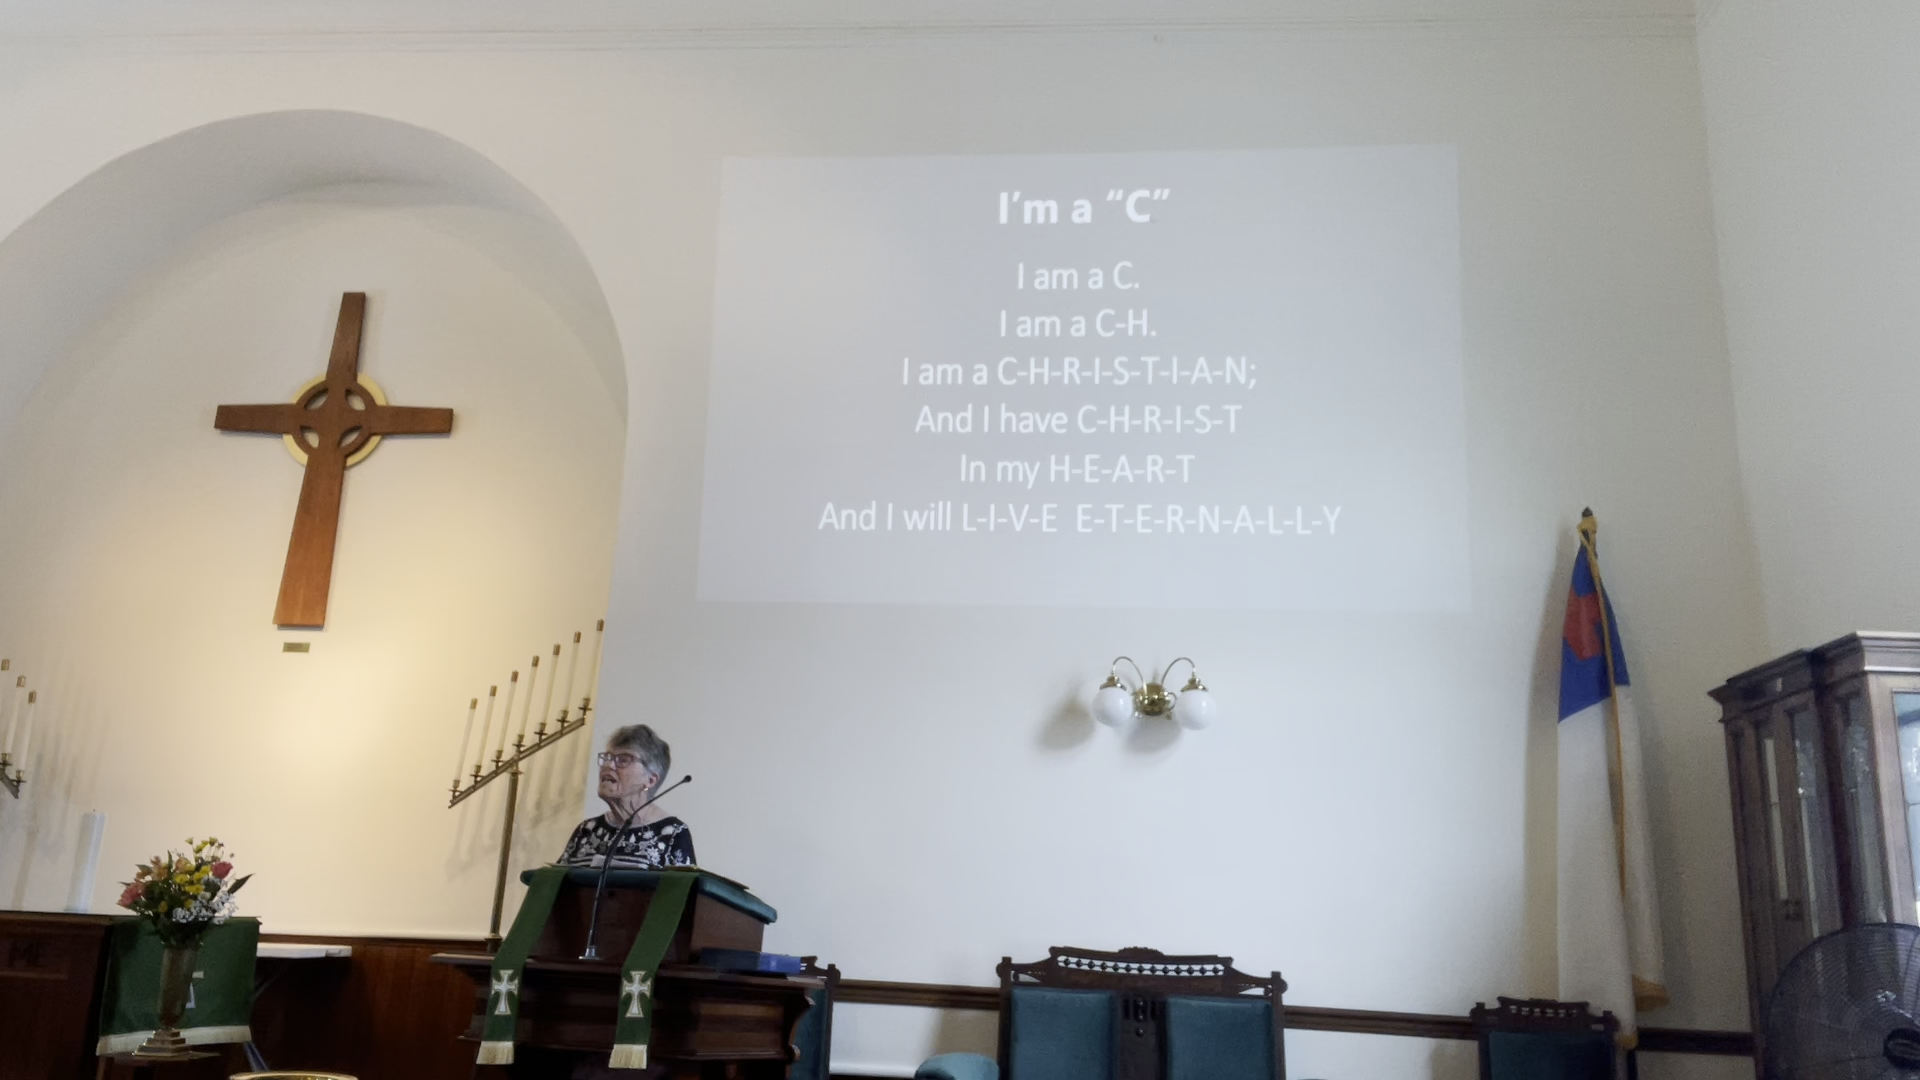 I'm a "C"
I am a C.
I am a C-H.
I am a C-H-R-I-S-T-I-A-N;
And I have C-H-R-I-S-T
In my H-E-A-R-T
And I will L-I-V-E E-T-E-R-N-A-L-L-Y